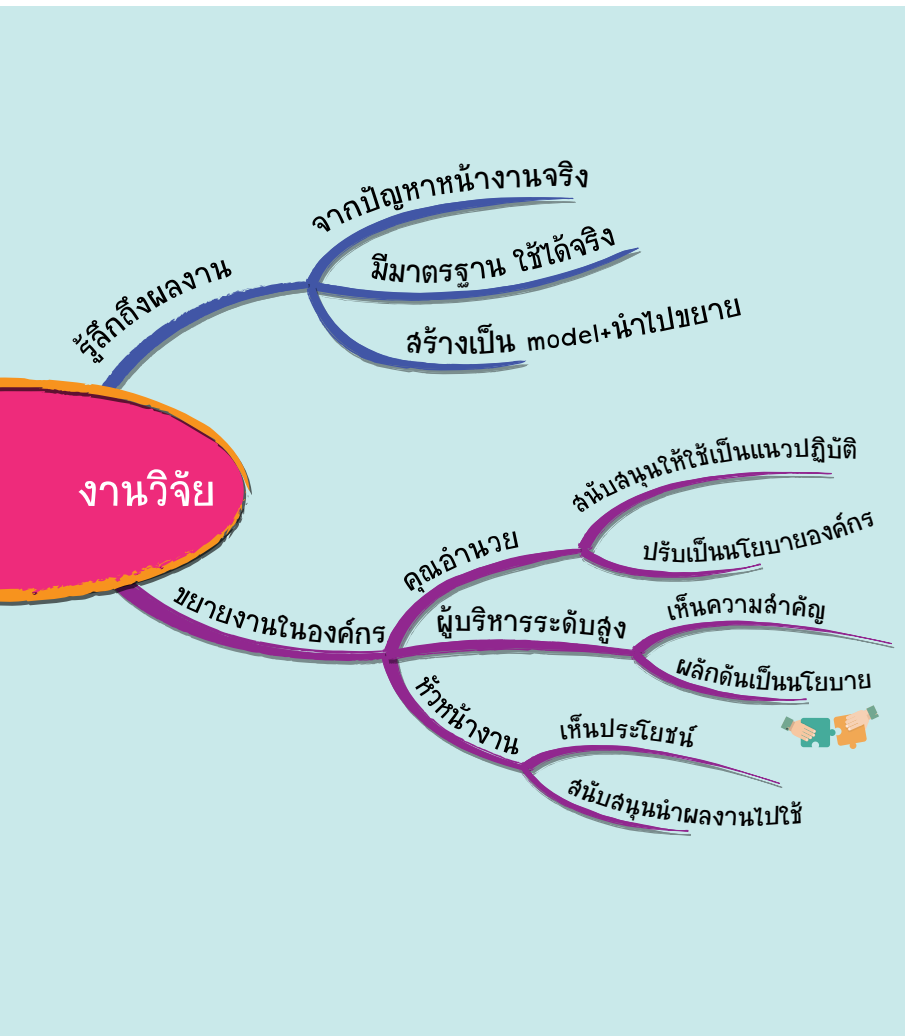 จากปัญหาหน้างานจริง
รู้สึกถึงผลงาน
มีมาตรฐาน ใช้ได้จริง
สร้างเป็น model+นำไปขยาย
งานวิจัย
ขยายงานในองค์กร
คุณอำนวย
สนับสนุนให้ใช้เป็นแนวปฏิบัติ
ปรับเป็นนโยบายองค์กร
ผู้บริหารระดับสูง
เห็นความสำคัญ
ผลักดันเป็นนโยบาย
หัวหน้างาน
เห็นประโยชน์
สนับสนุนนำผลงานไปใช้